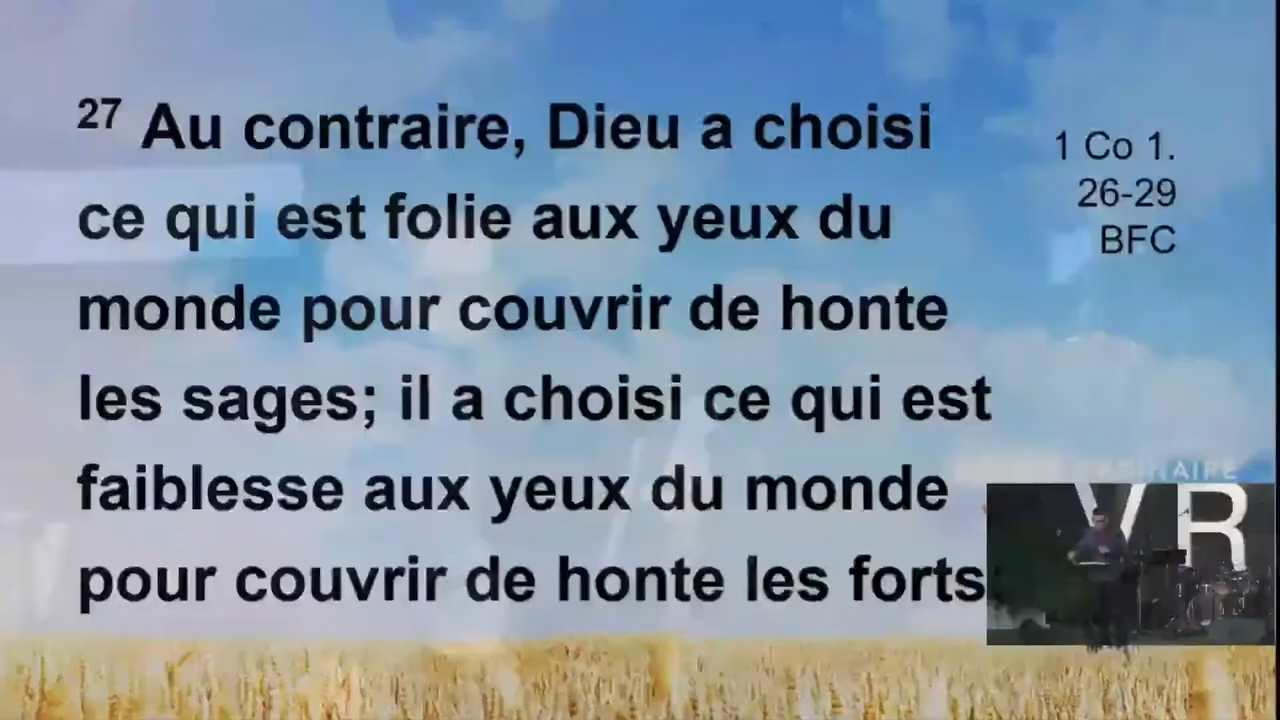 27 Au contraire, Dieu a choisi
ce qui est folie aux yeux du
monde pour couvrir de honte
les sages; il a choisi ce qui est
faiblesse aux yeux du monde
pour couvrir de honte les forts
1 Co 1.
26-29
BFC
VR